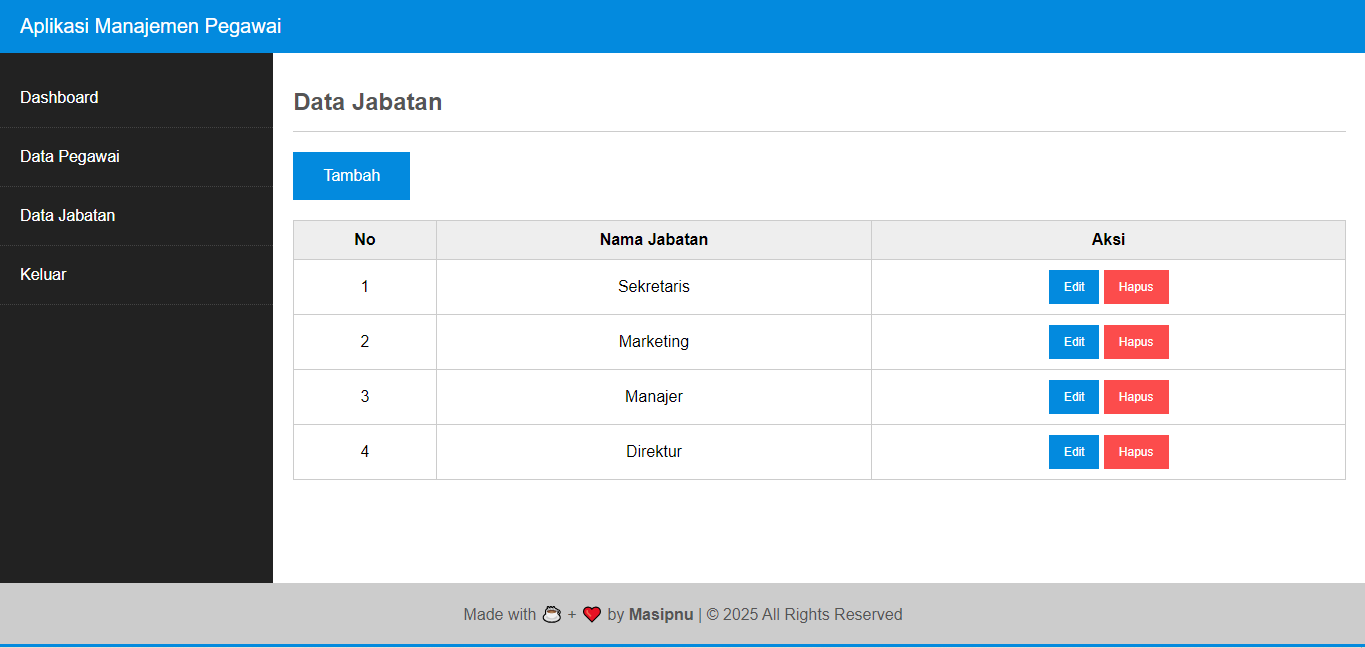 Aplikasi Manajemen Pegawai
Dashboard
Data Pegawai
Data Jabatan
Keluar
Data Jabatan
Tambah
No Nama Jabatan Aksi
1 Sekretaris Edit Hapus
2 Marketing Edit Hapus
3 Manajer Edit Hapus
4 Direktur Edit Hapus
Made with ☕ + ❤️ by Masipnu | © 2025 All Rights Reserved